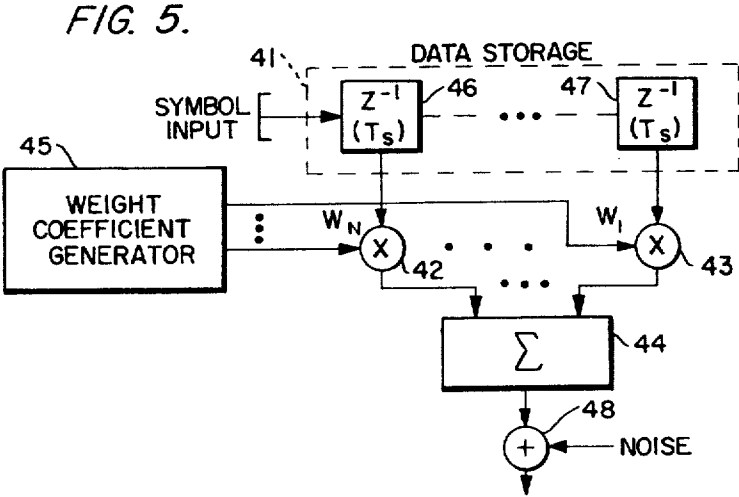 FIG. 5.
DATA STORAGE
41
SYMBOL
INPUT
Z⁻¹
(Ts)
46
47
Z⁻¹
(Ts)
45
WEIGHT
COEFFICIENT
GENERATOR
WN
X
42
W1
X
43
Σ
44
48
+
NOISE